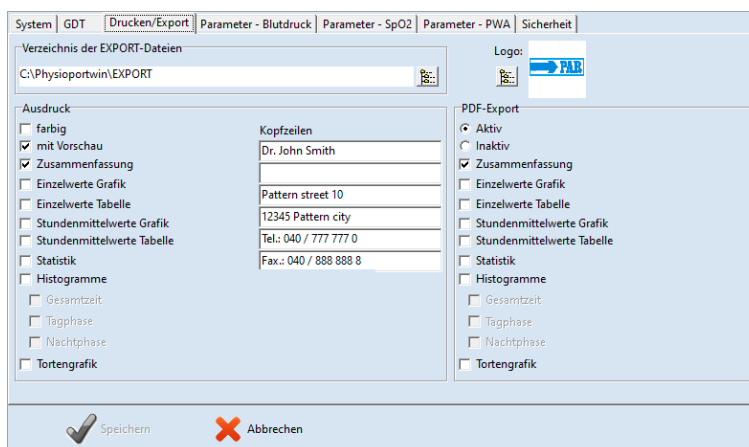 System GDT Drucken/Export Parameter - Blutdruck Parameter - SpO2 Parameter - PWA Sicherheit
Verzeichnis der EXPORT-Dateien
C:\Physioportwin\EXPORT
Logo:
PAR
Ausdruck
farbig
mit Vorschau
Zusammenfassung
Einzelwerte Grafik
Einzelwerte Tabelle
Stundenmittelwerte Grafik
Stundenmittelwerte Tabelle
Statistik
Histogramme
Gesamtzeit
Tagphase
Nachtphase
Tortengrafik
Kopfzeilen
Dr. John Smith
Pattern street 10
12345 Pattern city
Tel.: 040 / 777 777 0
Fax.: 040 / 888 888 8
PDF-Export
Aktiv
Inaktiv
Zusammenfassung
Einzelwerte Grafik
Einzelwerte Tabelle
Stundenmittelwerte Grafik
Stundenmittelwerte Tabelle
Statistik
Histogramme
Gesamtzeit
Tagphase
Nachtphase
Tortengrafik
Speichern
Abbrechen